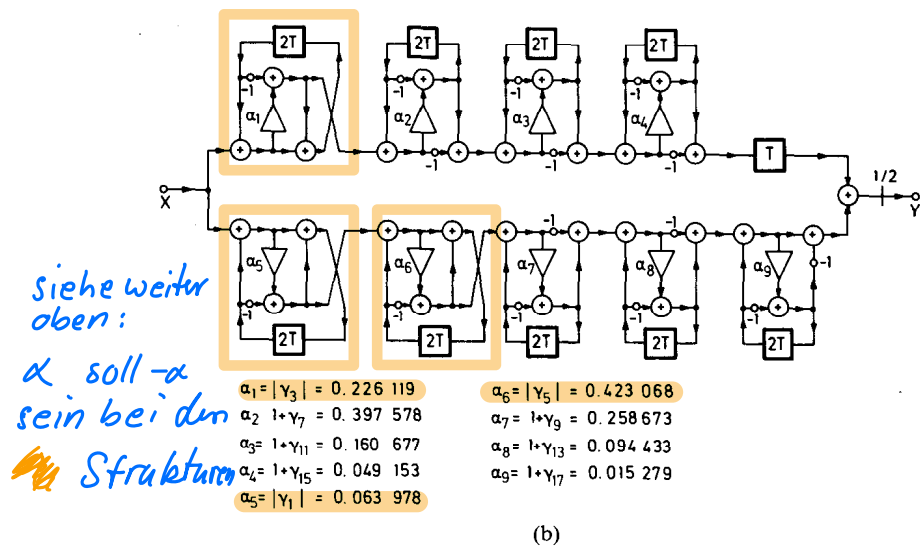 2T 2T 2T 2T
-1 α1 -1 α2 -1 α3 -1 α4
-1 -1 -1 T
X 1/2 Y
-1 -1
α5 α6 α7 α8 α9 -1
-1 -1 -1 -1 -1
2T 2T 2T 2T 2T
siehe weiter
oben:
α soll -α
sein bei den
Strukturen
α1=|γ3| = 0.226 119
α2 1+γ7 = 0.397 578
α3=1+γ11 = 0.160 677
α4=1+γ15 = 0.049 153
α5=|γ1| = 0.063 978
α6=|γ5| = 0.423 068
α7= 1+γ9 = 0.258673
α8= 1+γ13= 0.094 433
α9= 1+γ17= 0.015 279
(b)